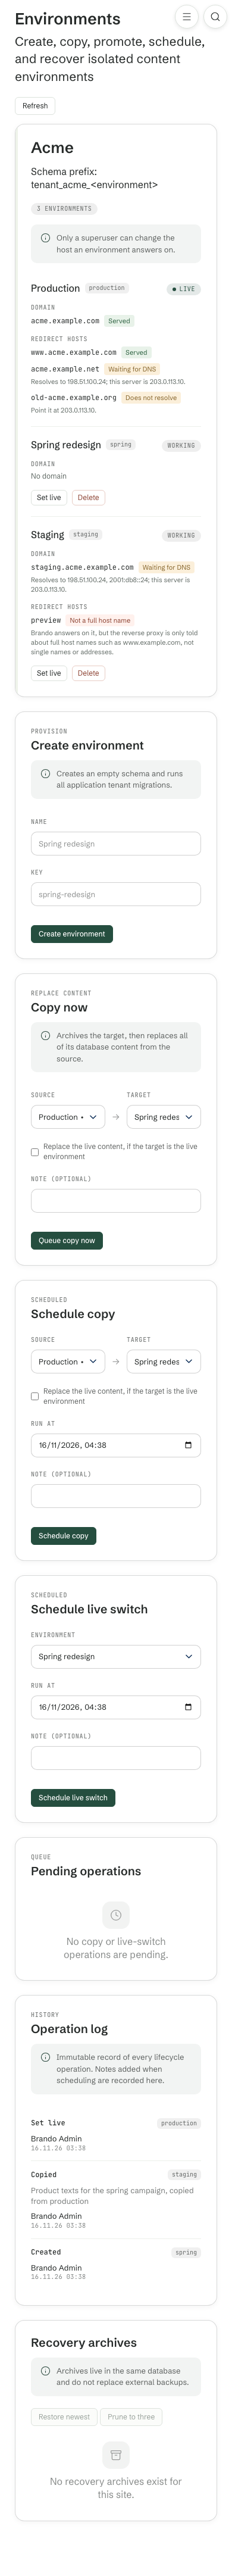 Environments
Create, copy, promote, schedule,
and recover isolated content
environments
Refresh
Acme
Schema prefix:
tenant_acme_<environment>
3 ENVIRONMENTS
Only a superuser can change the
host an environment answers on.
Production production LIVE
DOMAIN
acme.example.com Served
REDIRECT HOSTS
www.acme.example.com Served
acme.example.net Waiting for DNS
Resolves to 198.51.100.24; this server is 203.0.113.10.
old-acme.example.org Does not resolve
Point it at 203.0.113.10.
Spring redesign spring WORKING
DOMAIN
No domain
Set live Delete
Staging staging WORKING
DOMAIN
staging.acme.example.com Waiting for DNS
Resolves to 198.51.100.24, 2001:db8::24; this server is
203.0.113.10.
REDIRECT HOSTS
preview Not a full host name
Brando answers on it, but the reverse proxy is only told
about full host names such as www.example.com, not
single names or addresses.
Set live Delete
PROVISION
Create environment
Creates an empty schema and runs
all application tenant migrations.
NAME
Spring redesign
KEY
spring-redesign
Create environment
REPLACE CONTENT
Copy now
Archives the target, then replaces all
of its database content from the
source.
SOURCE TARGET
Production • → Spring redes
Replace the live content, if the target is the live
environment
NOTE (OPTIONAL)
Queue copy now
SCHEDULED
Schedule copy
SOURCE TARGET
Production • → Spring redes
Replace the live content, if the target is the live
environment
RUN AT
16/11/2026, 04:38
NOTE (OPTIONAL)
Schedule copy
SCHEDULED
Schedule live switch
ENVIRONMENT
Spring redesign
RUN AT
16/11/2026, 04:38
NOTE (OPTIONAL)
Schedule live switch
QUEUE
Pending operations
No copy or live-switch
operations are pending.
HISTORY
Operation log
Immutable record of every lifecycle
operation. Notes added when
scheduling are recorded here.
Set live production
Brando Admin
16.11.26 03:38
Copied staging
Product texts for the spring campaign, copied
from production
Brando Admin
16.11.26 03:38
Created spring
Brando Admin
16.11.26 03:38
Recovery archives
Archives live in the same database
and do not replace external backups.
Restore newest Prune to three
No recovery archives exist for
this site.